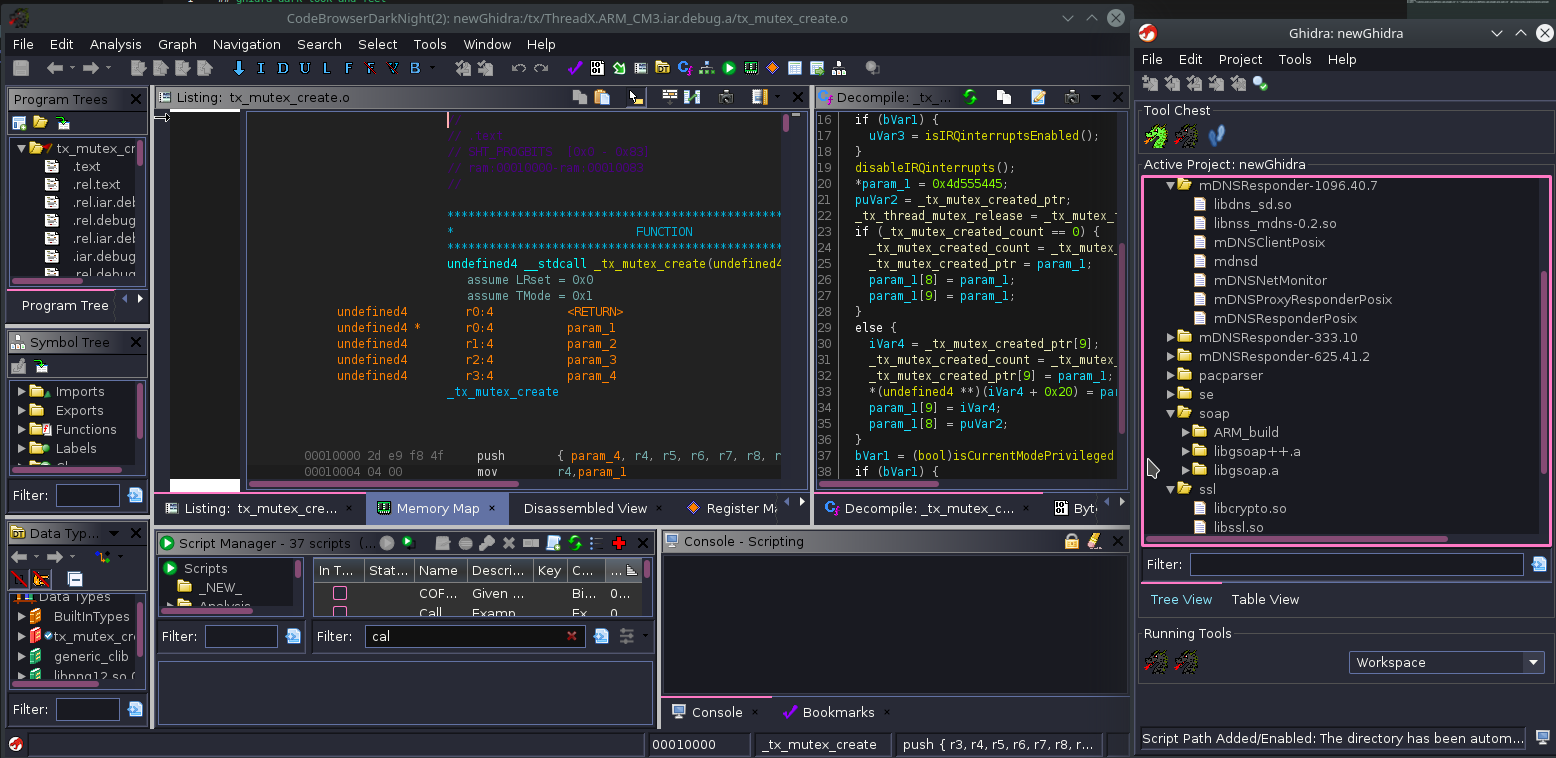 CodeBrowserDarkNight(2): newGhidra:/tx/ThreadX.ARM_CM3.iar.debug.a/tx_mutex_create.o
File Edit Analysis Graph Navigation Search Select Tools Window Help
I D U L F F V B
Program Trees
tx_mutex_cr
.text
.rel.text
.rel.iar.deb
.rel.debug
.rel.iar.deb
.iar.debug
.rel.debug
Program Tree
Symbol Tree
Imports
Exports
Functions
Labels
Filter:
Data Typ...
Data Types
BuiltInTypes
tx_mutex_cr
generic_clib
libpng12.so.0
Filter:
Listing: tx_mutex_create.o
*
FUNCTION
undefined4 __stdcall _tx_mutex_create(undefined4
assume LRset = 0x0
assume TMode = 0x1
undefined4 r0:4 <RETURN>
undefined4 * r0:4 param_1
undefined4 r1:4 param_2
undefined4 r2:4 param_3
undefined4 r3:4 param_4
_tx_mutex_create
00010000 2d e9 f8 4f push { param_4, r4, r5, r6, r7, r8, r
00010004 04 00 mov r4,param_1
Listing: tx_mutex_cre... ×
Memory Map ×
Disassembled View ×
Register Ma
Decompile: _tx_...
16 if (bVar1) {
17 uVar3 = isIRQinterruptsEnabled();
18 }
19 disableIRQinterrupts();
20 *param_1 = 0x4d555445;
21 puVar2 = _tx_mutex_created_ptr;
22 _tx_thread_mutex_release = _tx_mutex_
23 if (_tx_mutex_created_count == 0) {
24 _tx_mutex_created_count = _tx_mutex_
25 _tx_mutex_created_ptr = param_1;
26 param_1[8] = param_1;
27 param_1[9] = param_1;
28 }
29 else {
30 iVar4 = _tx_mutex_created_ptr[9];
31 _tx_mutex_created_count = _tx_mutex_
32 _tx_mutex_created_ptr[9] = param_1;
33 *(undefined4 **)(iVar4 + 0x20) = par
34 param_1[9] = iVar4;
35 param_1[8] = puVar2;
36 }
37 bVar1 = (bool)isCurrentModePrivileged
38 if (bVar1) {
Decompile: _tx_mutex_c... ×
Byt
Script Manager - 37 scripts (...
Scripts
_NEW_
Analysis
Filter:
In T... Stat... Name Descri... Key C... ...
COF... Given ... Bi... 0...
Call Examp Ex 0
Filter: cal
Console - Scripting
Console ×
Bookmarks ×
00010000
_tx_mutex_create
push { r3, r4, r5, r6, r7, r8, r...
Ghidra: newGhidra
File Edit Project Tools Help
Tool Chest
Active Project: newGhidra
mDNSResponder-1096.40.7
libdns_sd.so
libnss_mdns-0.2.so
mDNSClientPosix
mdnsd
mDNSNetMonitor
mDNSProxyResponderPosix
mDNSResponderPosix
mDNSResponder-333.10
mDNSResponder-625.41.2
pacparser
se
soap
ARM_build
libgsoap++.a
libgsoap.a
ssl
libcrypto.so
libssl.so
Filter:
Tree View Table View
Running Tools
Workspace
Script Path Added/Enabled: The directory has been autom...